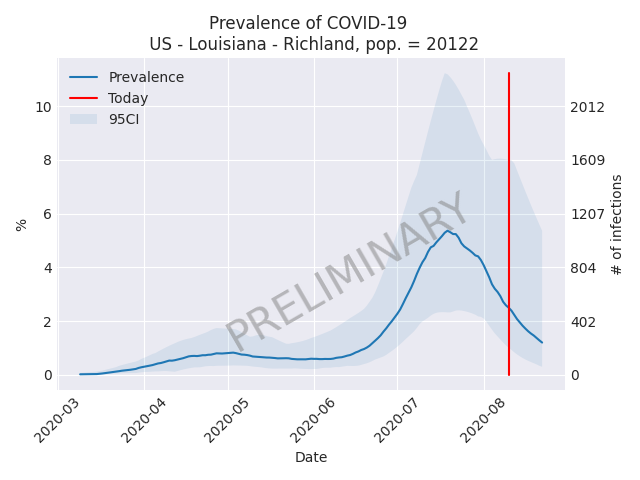 Prevalence of COVID-19
US - Louisiana - Richland, pop. = 20122
Prevalence
Today
95CI
PRELIMINARY
%
10
8
6
4
2
0
2012
1609
1207
804
402
0
# of infections
2020-03
2020-04
2020-05
2020-06
2020-07
2020-08
Date